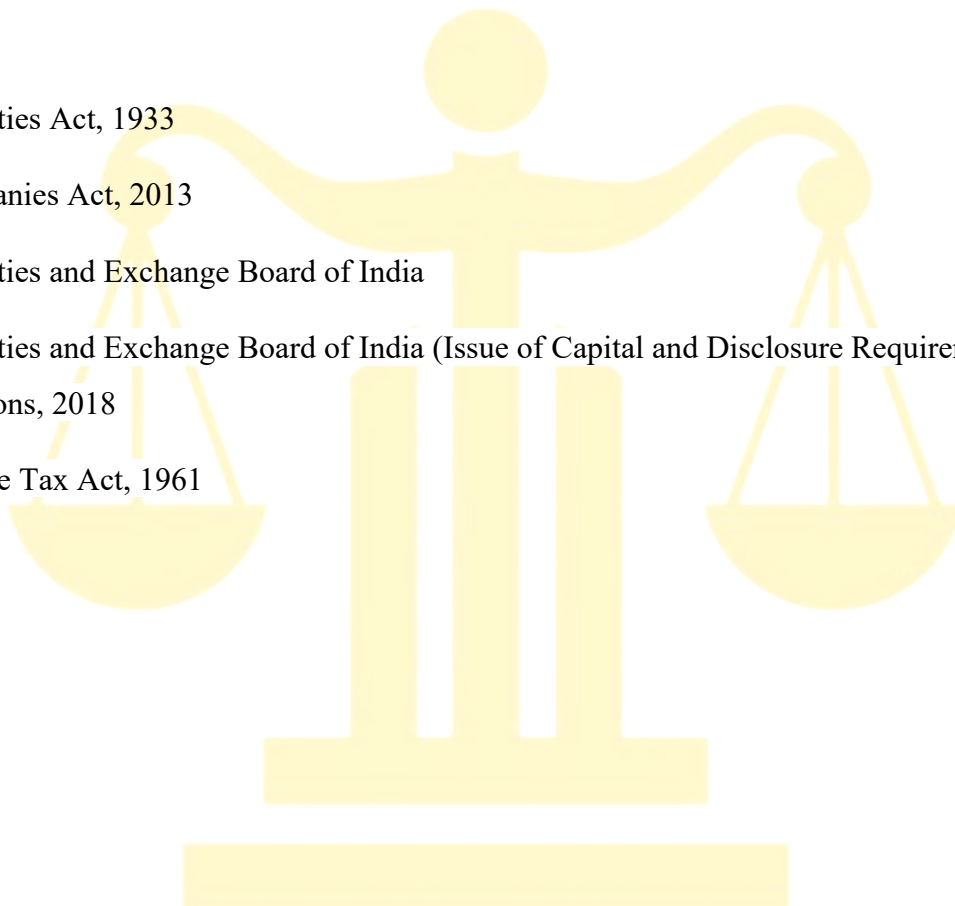 ties Act, 1933
anies Act, 2013
ties and Exchange Board of India
ties and Exchange Board of India (Issue of Capital and Disclosure Require
ons, 2018
e Tax Act, 1961